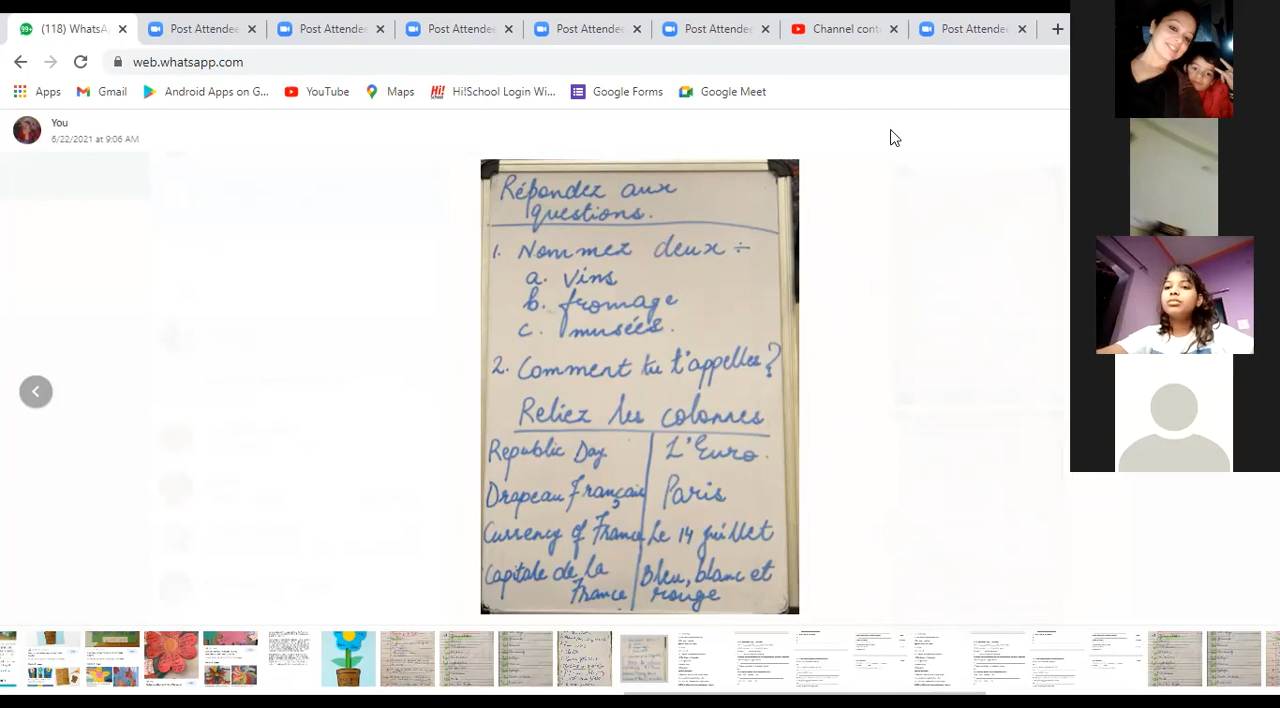 (118) WhatsA
Post Attendee
Post Attendee
Post Attendee
Post Attendee
Post Attendee
Channel cont
Post Attendee
web.whatsapp.com
Apps
Gmail
Android Apps on G...
YouTube
Maps
Hi! Hi!School Login Wi...
Google Forms
Google Meet
You
6/22/2021 at 9:06 AM
Répondez aux
questions.
1. Nommez deux ÷
a. vins
b. fromage
c. musées.
2. Comment tu t'appelles?
Reliez les colonnes
Republic Day. L'Euro.
Drapeau Français Paris
Currency of France Le 14 juillet
Capitale de la Bleu, blanc et
France rouge